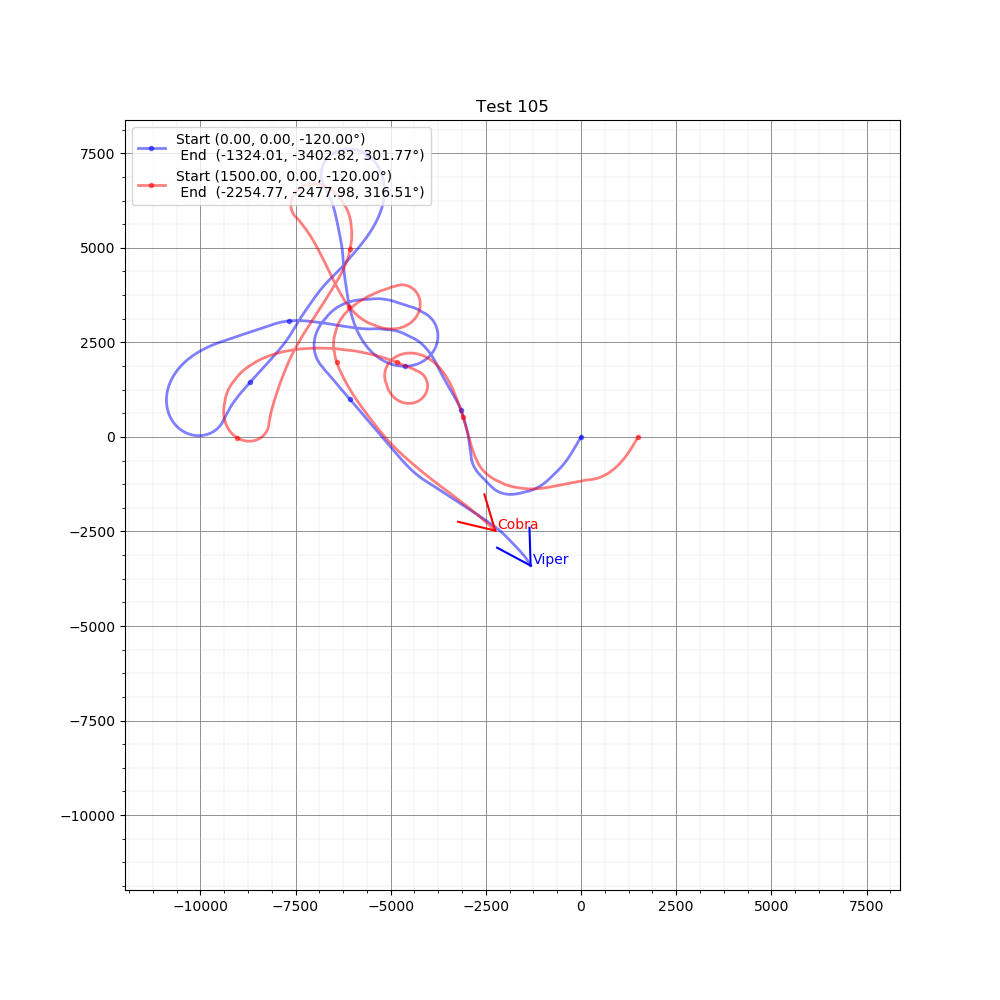 Test 105
Start (0.00, 0.00, -120.00°)
End (-1324.01, -3402.82, 301.77°)
Start (1500.00, 0.00, -120.00°)
End (-2254.77, -2477.98, 316.51°)
7500
5000
2500
0
−2500
−5000
−7500
−10000
Cobra
Viper
−10000 −7500 −5000 −2500 0 2500 5000 7500